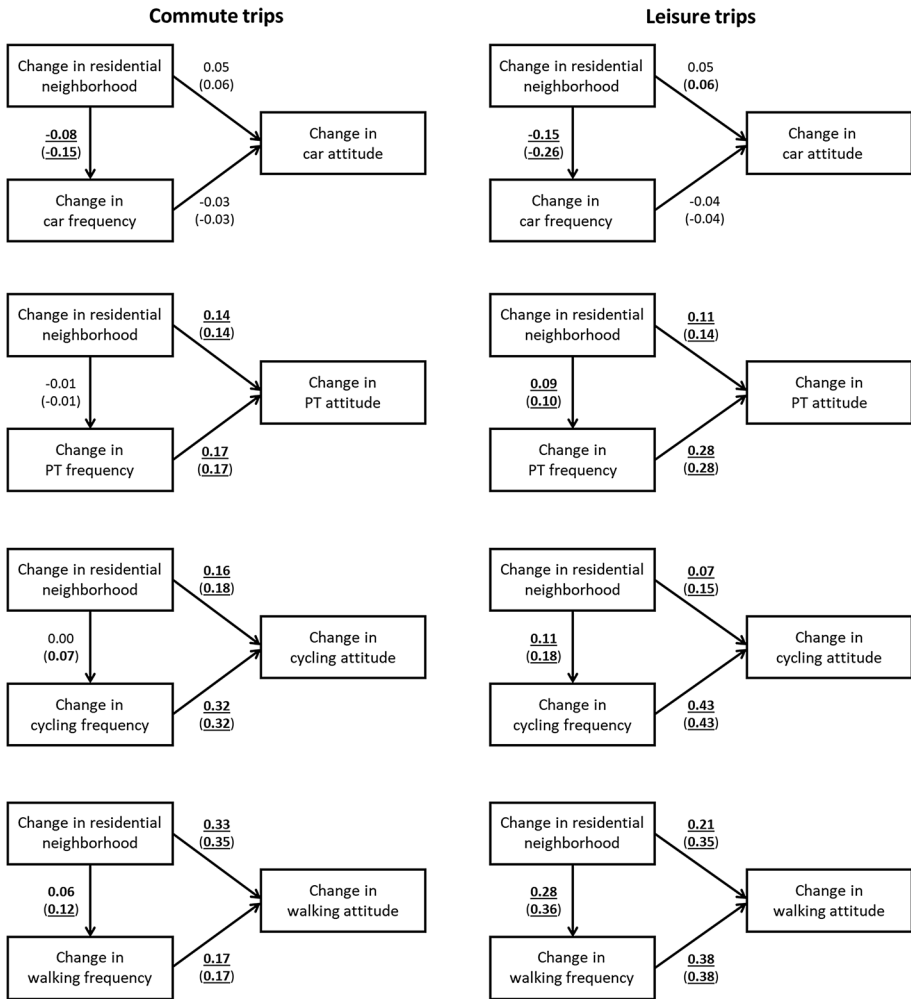 Commute trips
Leisure trips
Change in residential
neighborhood
0.05
(0.06)
-0.08
(-0.15)
Change in
car attitude
Change in
car frequency
-0.03
(-0.03)
Change in residential
neighborhood
0.05
(0.06)
-0.15
(-0.26)
Change in
car attitude
Change in
car frequency
-0.04
(-0.04)
Change in residential
neighborhood
0.14
(0.14)
-0.01
(-0.01)
Change in
PT attitude
Change in
PT frequency
0.17
(0.17)
Change in residential
neighborhood
0.11
(0.14)
0.09
(0.10)
Change in
PT attitude
Change in
PT frequency
0.28
(0.28)
Change in residential
neighborhood
0.16
(0.18)
0.00
(0.07)
Change in
cycling attitude
Change in
cycling frequency
0.32
(0.32)
Change in residential
neighborhood
0.07
(0.15)
0.11
(0.18)
Change in
cycling attitude
Change in
cycling frequency
0.43
(0.43)
Change in residential
neighborhood
0.33
(0.35)
0.06
(0.12)
Change in
walking attitude
Change in
walking frequency
0.17
(0.17)
Change in residential
neighborhood
0.21
(0.35)
0.28
(0.36)
Change in
walking attitude
Change in
walking frequency
0.38
(0.38)